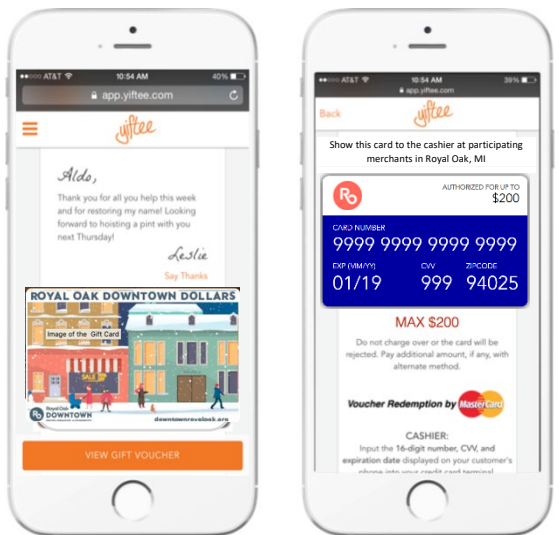 ●●○○○ AT&T 10:54 AM 40%
app.yiftee.com
yiftee
Aldo,
Thank you for all you help this week
and for restoring my name! Looking
forward to hoisting a pint with you
next Thursday!
Leslie
Say Thanks
ROYAL OAK DOWNTOWN DOLLARS
Image of the Gift Card
SALE
Royal Oak
DOWNTOWN
downtownroyaloak.org
VIEW GIFT VOUCHER
●●○○○ AT&T 10:54 AM 39%
app.yiftee.com
Back
yiftee
Show this card to the cashier at participating
merchants in Royal Oak, MI
RO
AUTHORIZED FOR UP TO
$200
CARD NUMBER
9999 9999 9999 9999
EXP (MM/YY) CVV ZIPCODE
01/19 999 94025
MAX $200
Do not charge over or the card will be
rejected. Pay additional amount, if any, with
alternate method.
Voucher Redemption by MasterCard
CASHIER:
Input the 16-digit number, CVV, and
expiration date displayed on your customer's
phone into your credit card terminal